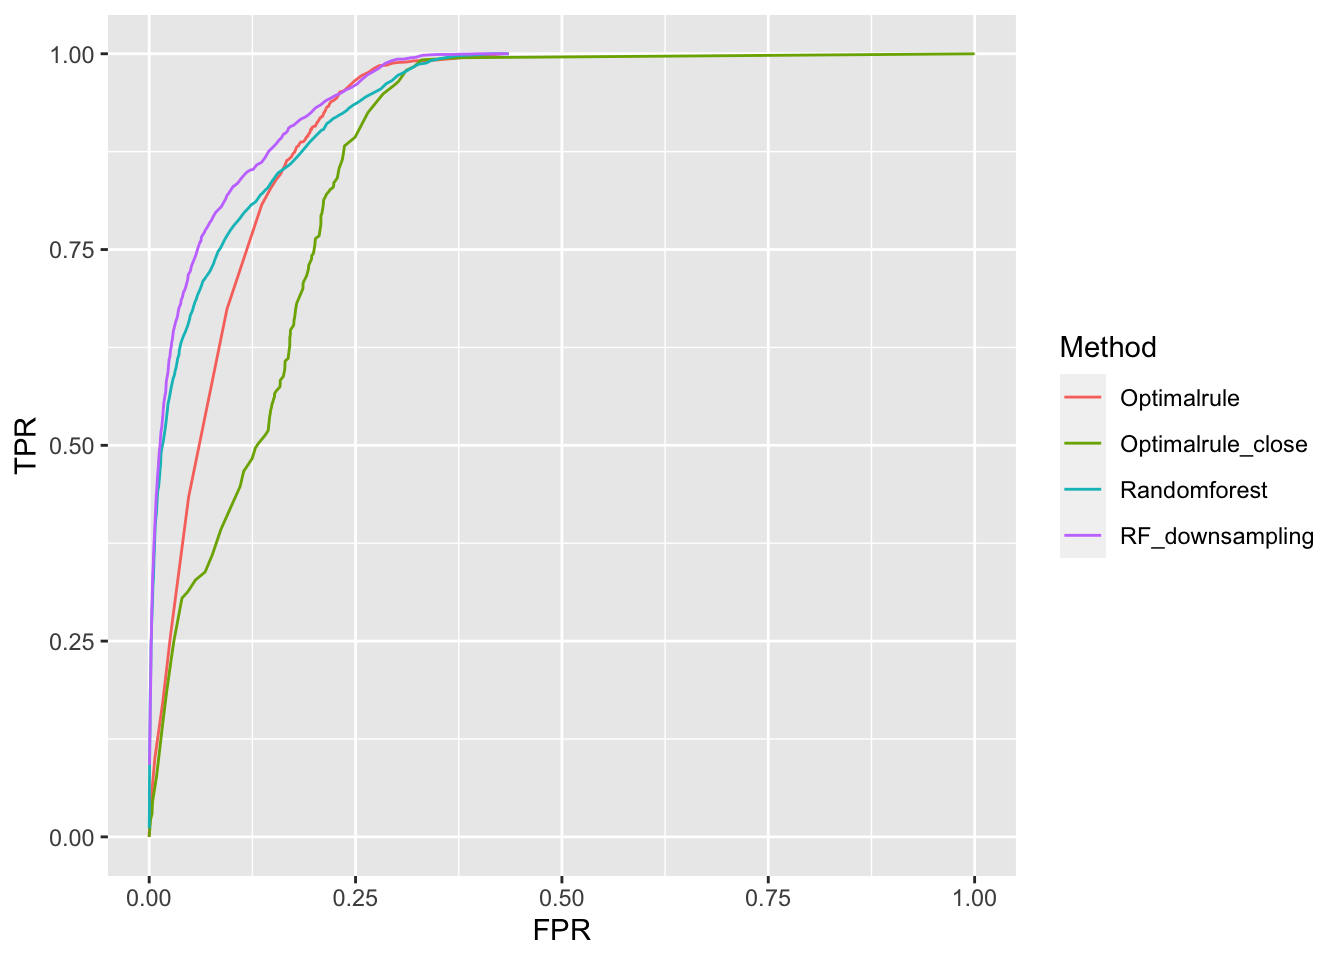 1.00
0.75
0.50
0.25
0.00
TPR
0.00 0.25 0.50 0.75 1.00
FPR
Method
Optimalrule
Optimalrule_close
Randomforest
RF_downsampling